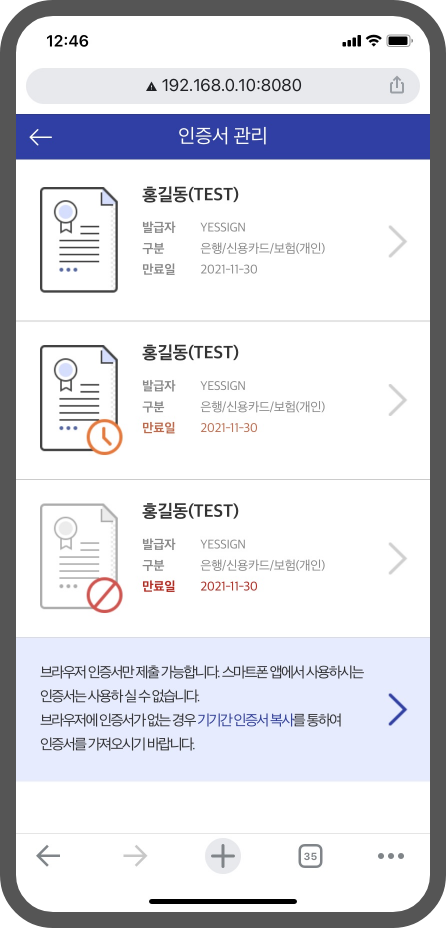 12:46
192.168.0.10:8080
인증서 관리
홍길동(TEST)
발급자 YESSIGN
구분 은행/신용카드/보험(개인)
만료일 2021-11-30
홍길동(TEST)
발급자 YESSIGN
구분 은행/신용카드/보험(개인)
만료일 2021-11-30
홍길동(TEST)
발급자 YESSIGN
구분 은행/신용카드/보험(개인)
만료일 2021-11-30
브라우저 인증서만 제출 가능합니다. 스마트폰 앱에서 사용하시는
인증서는 사용하 실 수 없습니다.
브라우저에 인증서가 없는 경우 기기간 인증서 복사를 통하여
인증서를 가져오시기 바랍니다.
35